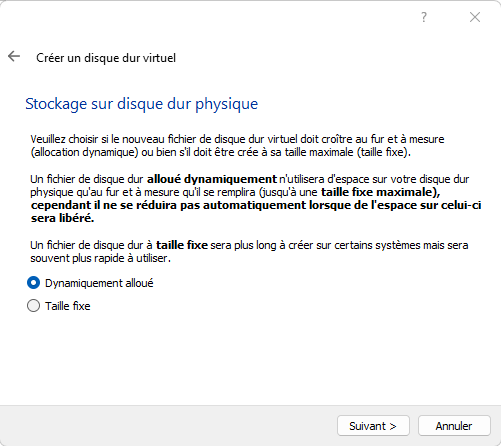 ?
Créer un disque dur virtuel
Stockage sur disque dur physique
Veuillez choisir si le nouveau fichier de disque dur virtuel doit croître au fur et à mesure
(allocation dynamique) ou bien s'il doit être crée à sa taille maximale (taille fixe).
Un fichier de disque dur alloué dynamiquement n'utilisera d'espace sur votre disque dur
physique qu'au fur et à mesure qu'il se remplira (jusqu'à une taille fixe maximale),
cependant il ne se réduira pas automatiquement lorsque de l'espace sur celui-ci
sera libéré.
Un fichier de disque dur à taille fixe sera plus long à créer sur certains systèmes mais sera
souvent plus rapide à utiliser.
Dynamiquement alloué
Taille fixe
Suivant > Annuler